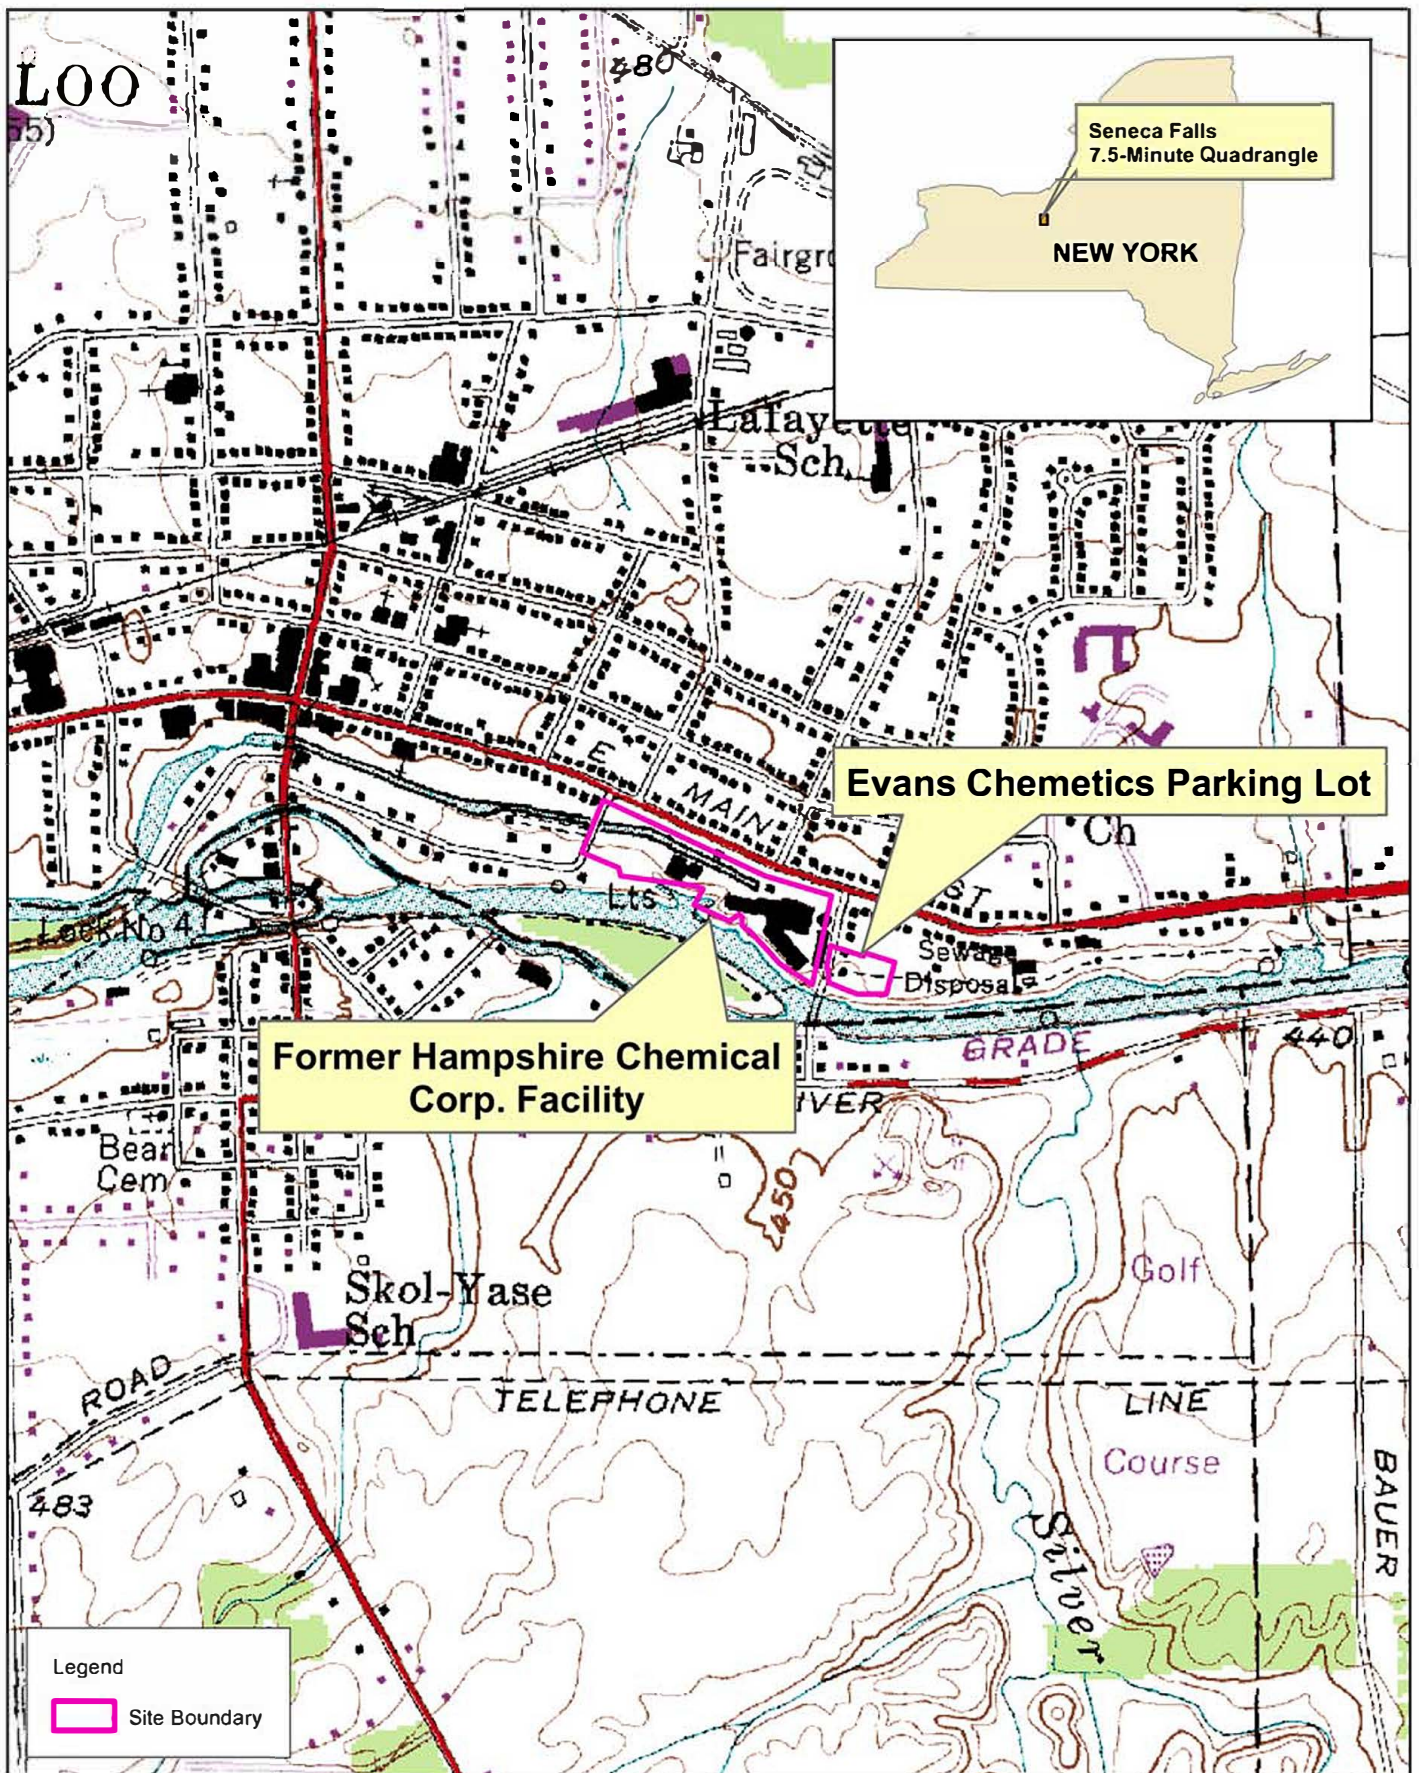 LOO
480
Seneca Falls
7.5-Minute Quadrangle
NEW YORK
Fairgro
Lafayette
Sch
E
MAIN
ST
Evans Chemetics Parking Lot
Ch
Lts
Lock No 4
Sewage
Disposal
Former Hampshire Chemical
Corp. Facility
GRADE
440
IVER
Bear
Cem
450
Golf
Skol-Yase
Sch
ROAD
TELEPHONE
LINE
Course
483
BAUER
Silver
Legend
Site Boundary